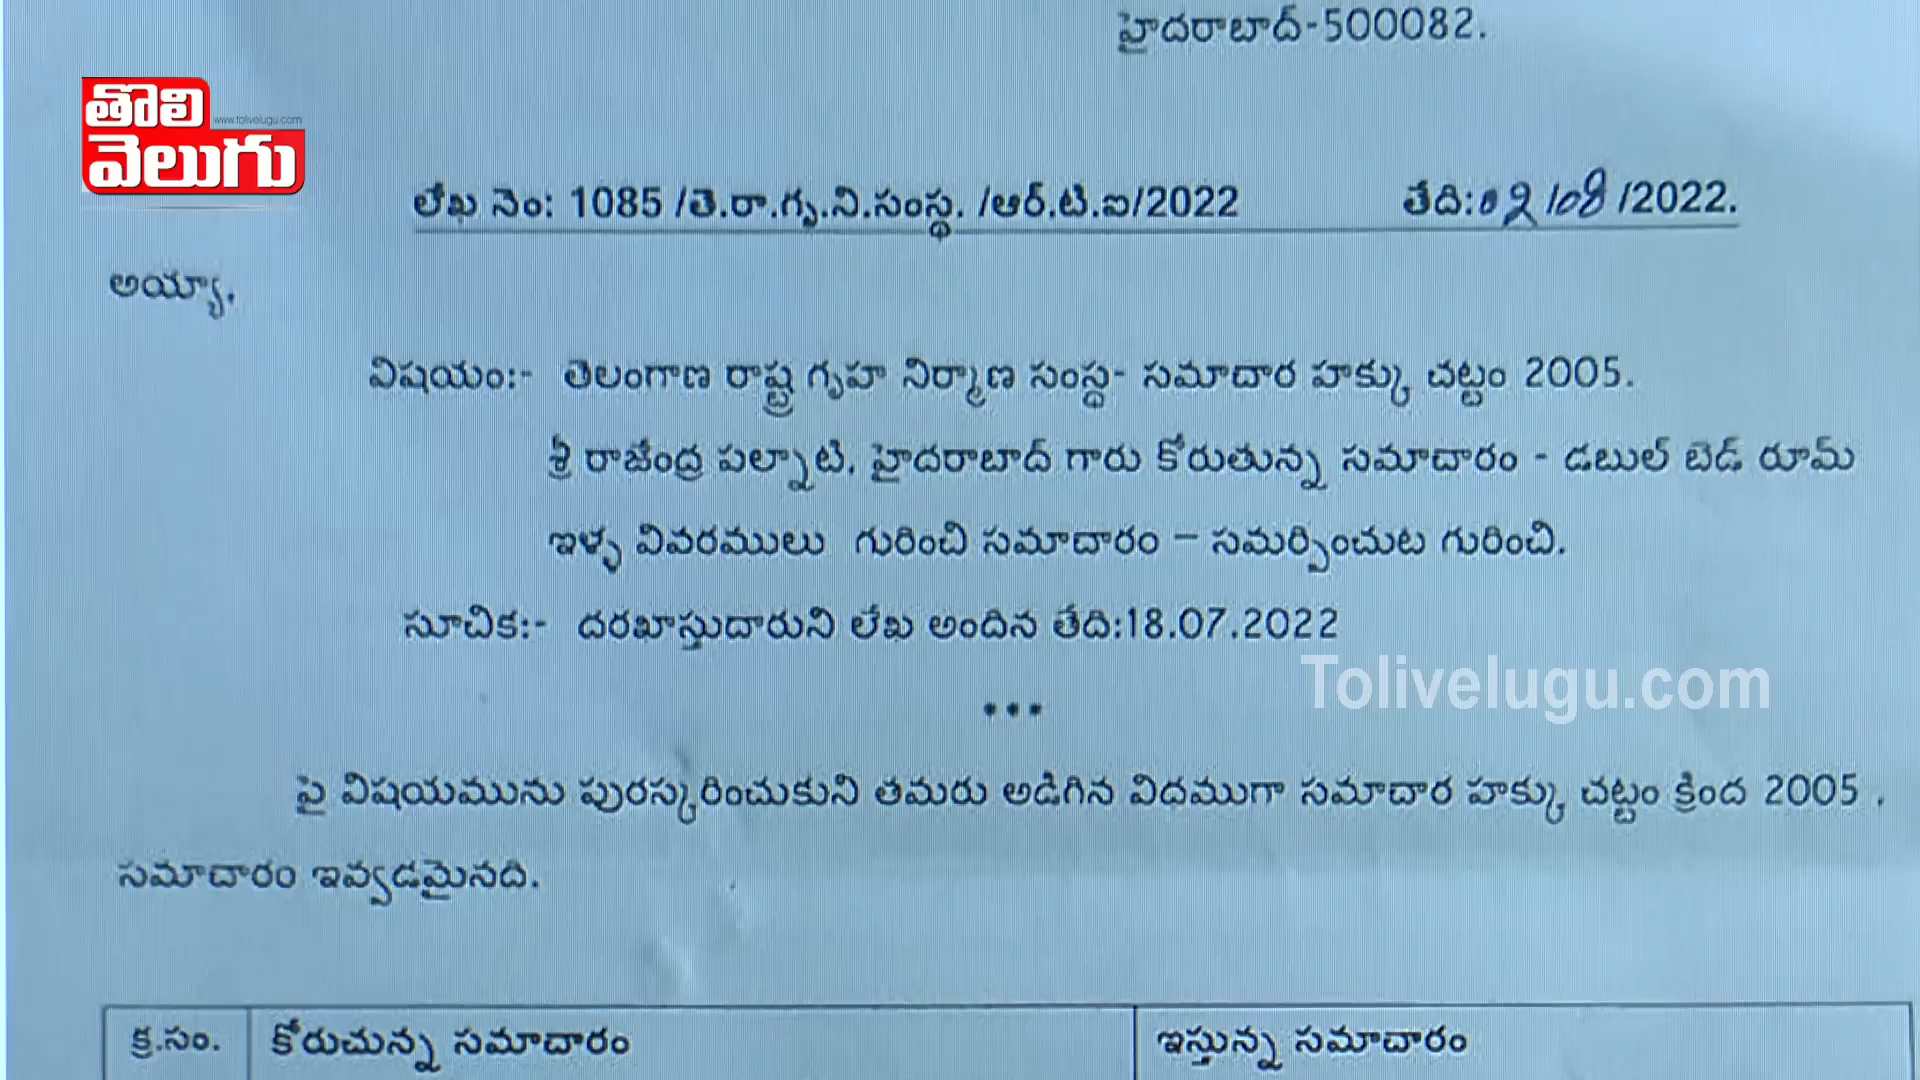 హైదరాబాద్-500082.
తొలి
www.tolivelugu.com
వెలుగు
లేఖ నెం: 1085 /తె.రా.గృ.ని.సంస్థ. /ఆర్.టి.ఐ/2022 తేది:02/08/2022.
అయ్యా,
విషయం:- తెలంగాణ రాష్ట్ర గృహ నిర్మాణ సంస్థ- సమాదార హక్కు చట్టం 2005.
శ్రీ రాజేంద్ర పల్నాటి, హైదరాబాద్ గారు కోరుతున్న సమాచారం - డబుల్ బెడ్ రూమ్
ఇళ్ళ వివరములు గురించి సమాచారం – సమర్పించుట గురించి.
సూచిక:- దరఖాస్తుదారుని లేఖ అందిన తేది:18.07.2022
Tolivelugu.com
***
పై విషయమును పురస్కరించుకుని తమరు అడిగిన విదముగా సమాచార హక్కు చట్టం క్రింద 2005 ,
సమాచారం ఇవ్వడమైనది.
క్ర.సం. కోరుచున్న సమాచారం ఇస్తున్న సమాచారం